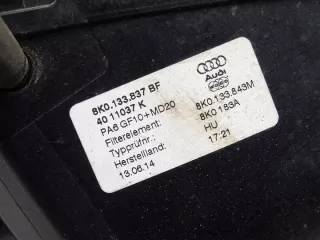 8K0.133.837 BF
40 11037 K
PA6 GF10+MD20
Filterelement: 8K0.133.843M
Typprüfnr.: 8K0 183A
Herstelland: HU
13.06.14 17:21
Audi